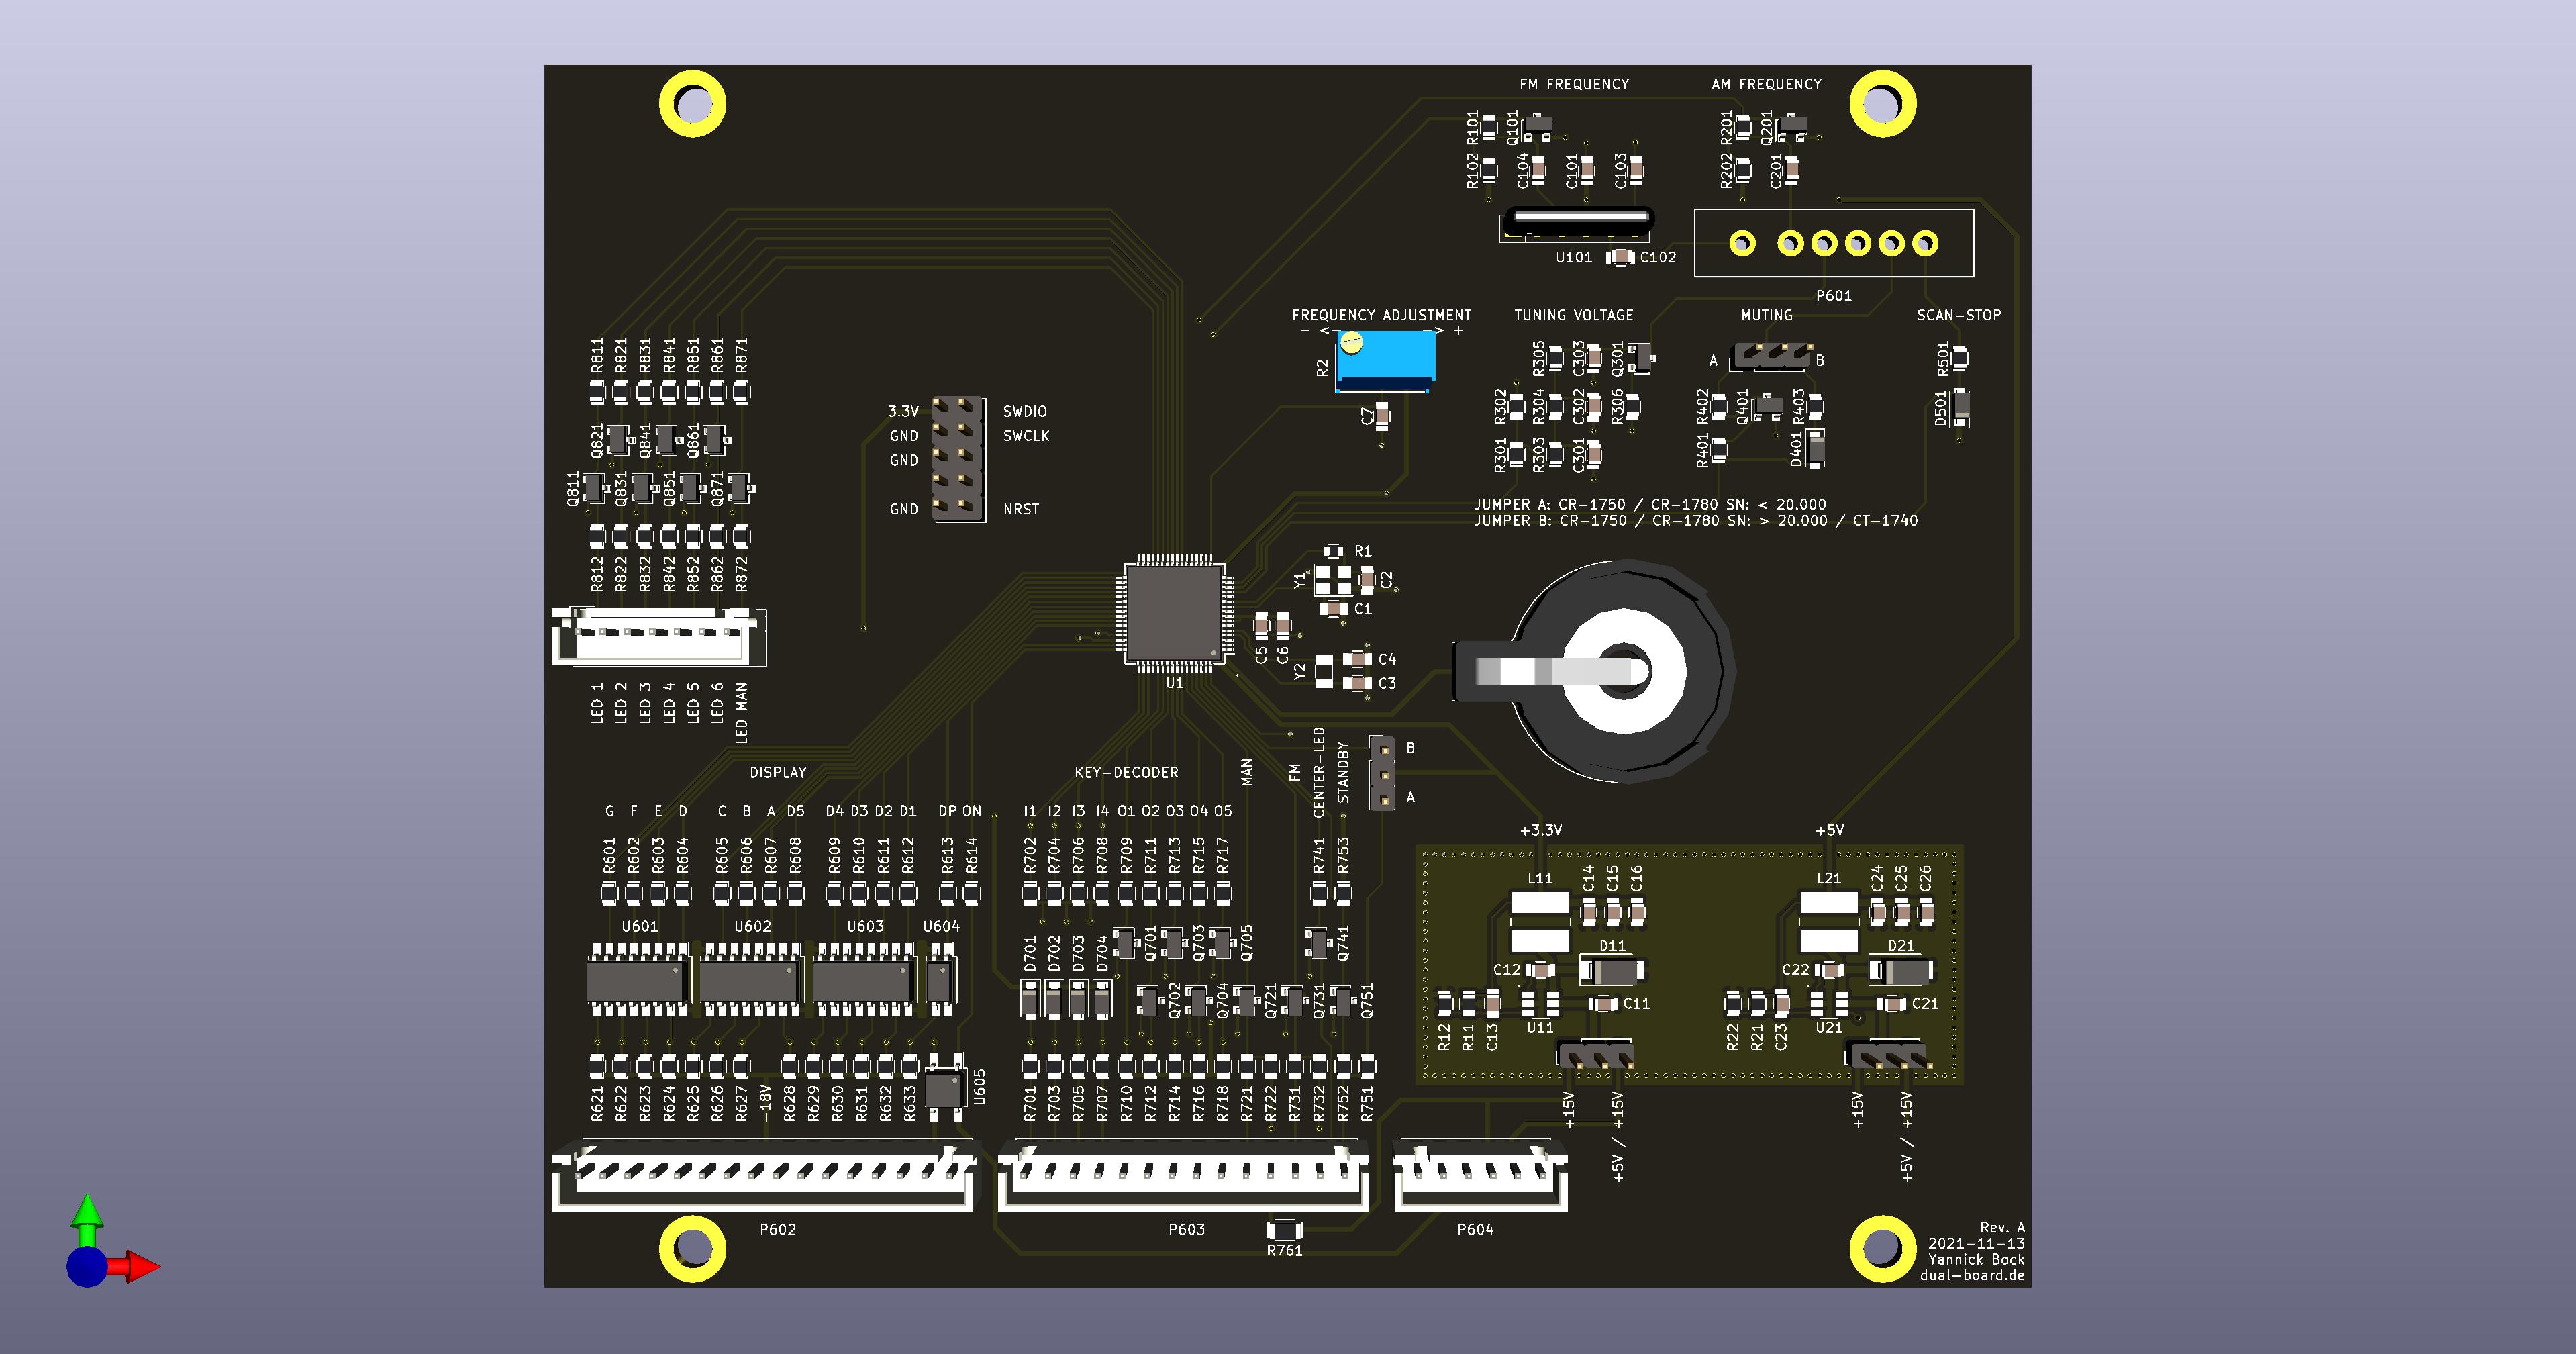 FM FREQUENCY
AM FREQUENCY
R101
Q101
R102
C104
C101
C103
U101
C102
R201
Q201
R202
C201
P601
FREQUENCY ADJUSTMENT
- <-
-> +
R2
C7
TUNING VOLTAGE
R305
C303
Q301
R302
R304
C302
R306
R301
R303
C301
MUTING
A
B
R402
Q401
R403
R401
D401
SCAN-STOP
R501
D501
JUMPER A: CR-1750 / CR-1780 SN: < 20.000
JUMPER B: CR-1750 / CR-1780 SN: > 20.000 / CT-1740
R811
R821
R831
R841
R851
R861
R871
Q821
Q841
Q861
Q811
Q831
Q851
Q871
R812
R822
R832
R842
R852
R862
R872
LED 1
LED 2
LED 3
LED 4
LED 5
LED 6
LED MAN
3.3V
SWDIO
GND
SWCLK
GND
GND
NRST
U1
R1
Y1
C2
C1
C5
C6
Y2
C4
C3
DISPLAY
G F E D C B A D5 D4 D3 D2 D1 DP ON
R601
R602
R603
R604
R605
R606
R607
R608
R609
R610
R611
R612
R613
R614
U601
U602
U603
U604
R621
R622
R623
R624
R625
R626
R627
-18V
R628
R629
R630
R631
R632
R633
U605
P602
KEY-DECODER
I1 I2 I3 I4 O1 O2 O3 O4 O5
MAN
FM
CENTER-LED
STANDBY
B
A
R702
R704
R706
R708
R709
R711
R713
R715
R717
R741
R753
D701
D702
D703
D704
Q701
Q703
Q705
Q741
Q702
Q704
Q721
Q731
Q751
R701
R703
R705
R707
R710
R712
R714
R716
R718
R721
R722
R731
R732
R752
R751
P603
R761
P604
+3.3V
L11
C14
C15
C16
D11
C12
C11
R12
R11
C13
U11
+15V
+5V / +15V
+5V
L21
C24
C25
C26
D21
C22
C21
R22
R21
C23
U21
+15V
+5V / +15V
Rev. A
2021-11-13
Yannick Bock
dual-board.de